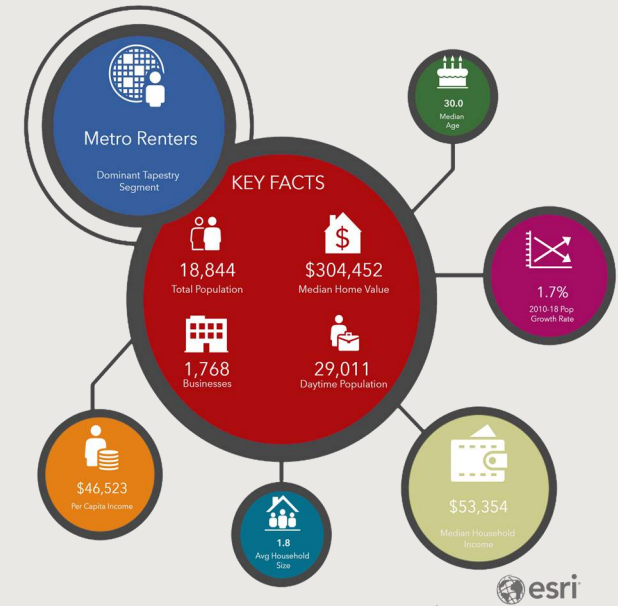 Metro Renters
Dominant Tapestry
Segment
KEY FACTS
18,844
Total Population
$304,452
Median Home Value
1,768
Businesses
29,011
Daytime Population
30.0
Median
Age
1.7%
2010-18 Pop
Growth Rate
$46,523
Per Capita Income
1.8
Avg Household
Size
$53,354
Median Household
Income
esri